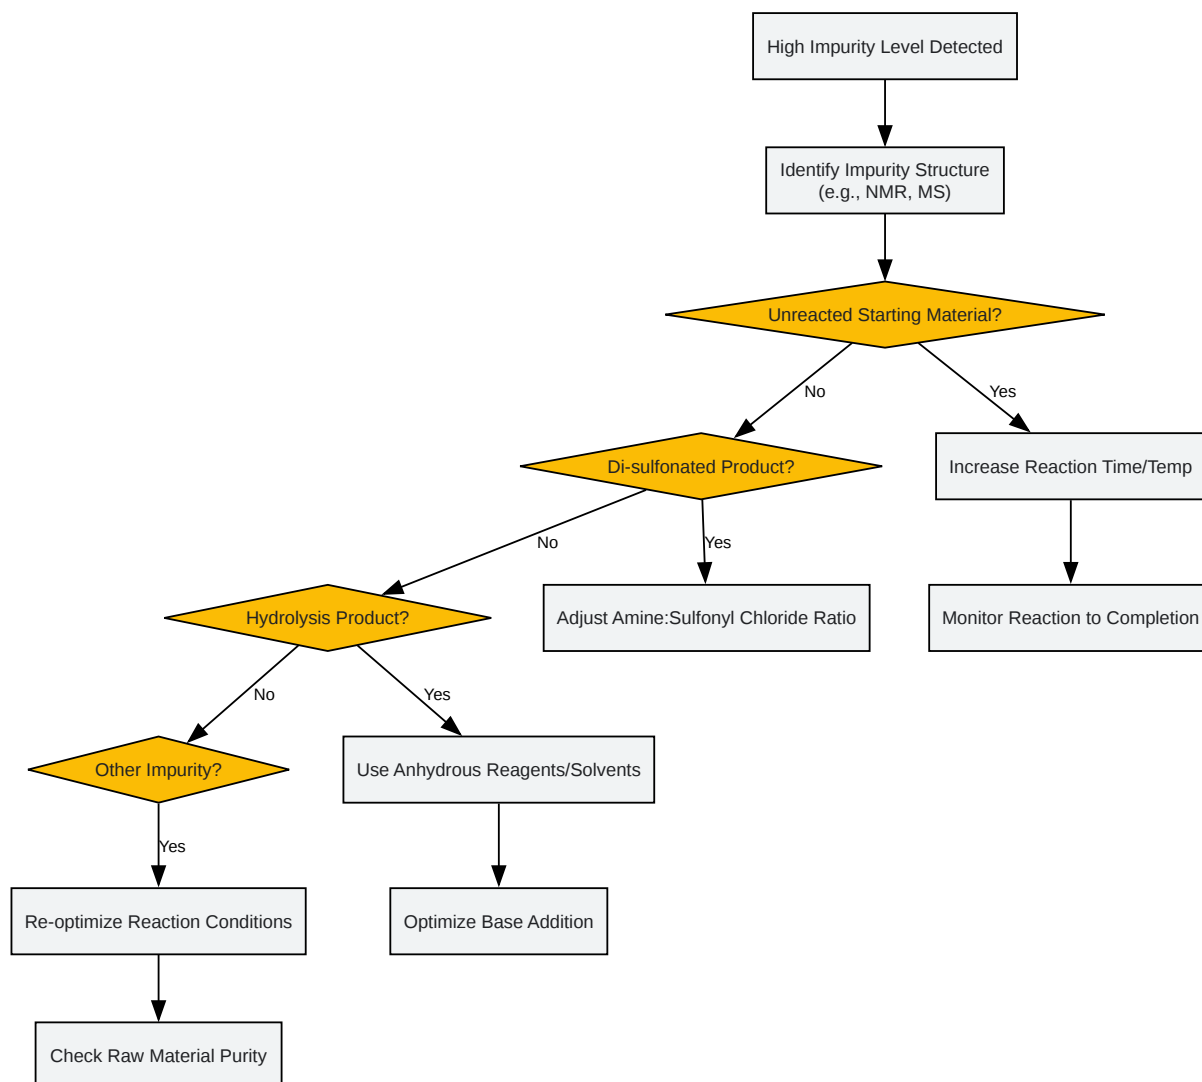 High Impurity Level Detected
Identify Impurity Structure
(e.g., NMR, MS)
Unreacted Starting Material?
No
Yes
Di-sulfonated Product?
Increase Reaction Time/Temp
No
Yes
Hydrolysis Product?
Adjust Amine:Sulfonyl Chloride Ratio
Monitor Reaction to Completion
No
Yes
Other Impurity?
Use Anhydrous Reagents/Solvents
Yes
Re-optimize Reaction Conditions
Optimize Base Addition
Check Raw Material Purity